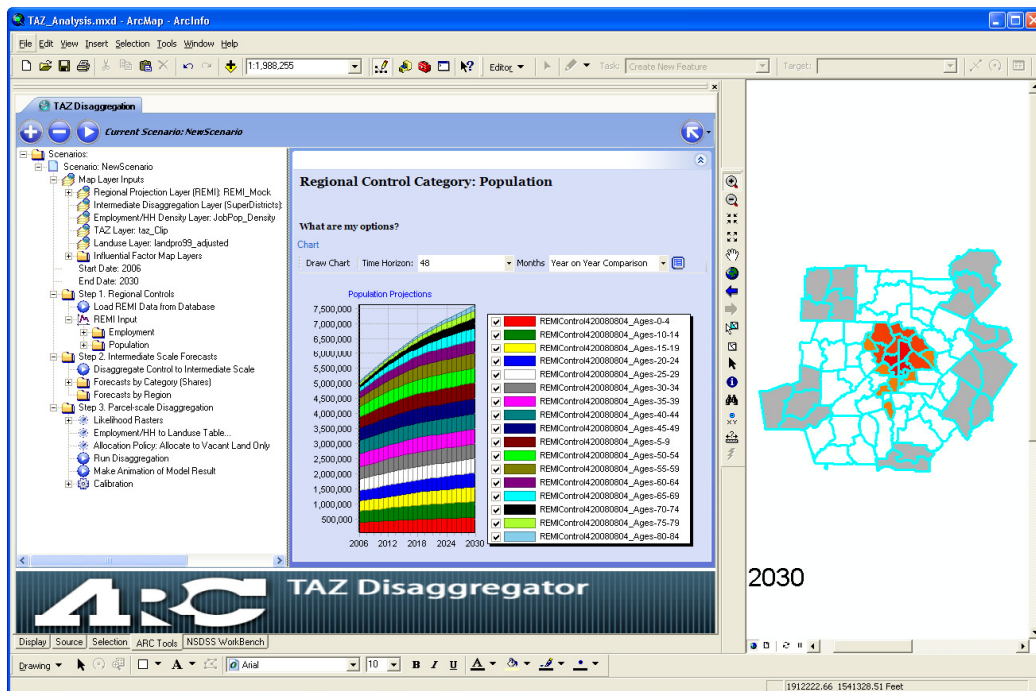 TAZ_Analysis.mxd - ArcMap - ArcInfo
File Edit View Insert Selection Tools Window Help
1:1,988,255
Editor
Task: Create New Feature
Target:
TAZ Disaggregation
Current Scenario: NewScenario
Scenarios:
Scenario: NewScenario
Map Layer Inputs
Regional Projection Layer (REMI): REMI_Mock
Intermediate Disaggregation Layer (SuperDistricts):
Employment/HH Density Layer: JobPop_Density
TAZ Layer: taz_Clip
Landuse Layer: landpro99_adjusted
Influential Factor Map Layers
Start Date: 2006
End Date: 2030
Step 1. Regional Controls
Load REMI Data from Database
REMI Input
Employment
Population
Step 2. Intermediate Scale Forecasts
Disaggregate Control to Intermediate Scale
Forecasts by Category (Shares)
Forecasts by Region
Step 3. Parcel-scale Disaggregation
Likelihood Rasters
Employment/HH to Landuse Table...
Allocation Policy: Allocate to Vacant Land Only
Run Disaggregation
Make Animation of Model Result
Calibration
Regional Control Category: Population
What are my options?
Chart
Draw Chart Time Horizon: 48 Months Year on Year Comparison
Population Projections
7,500,000
7,000,000
6,500,000
6,000,000
5,500,000
5,000,000
4,500,000
4,000,000
3,500,000
3,000,000
2,500,000
2,000,000
1,500,000
1,000,000
500,000
2006 2012 2018 2024 2030
REMIControl420080804_Ages-0-4
REMIControl420080804_Ages-10-14
REMIControl420080804_Ages-15-19
REMIControl420080804_Ages-20-24
REMIControl420080804_Ages-25-29
REMIControl420080804_Ages-30-34
REMIControl420080804_Ages-35-39
REMIControl420080804_Ages-40-44
REMIControl420080804_Ages-45-49
REMIControl420080804_Ages-5-9
REMIControl420080804_Ages-50-54
REMIControl420080804_Ages-55-59
REMIControl420080804_Ages-60-64
REMIControl420080804_Ages-65-69
REMIControl420080804_Ages-70-74
REMIControl420080804_Ages-75-79
REMIControl420080804_Ages-80-84
XY
2030
ARC TAZ Disaggregator
Display Source Selection ARC Tools NSDSS WorkBench
Drawing A Arial 10 B I U A
1912222.66 1541328.51 Feet